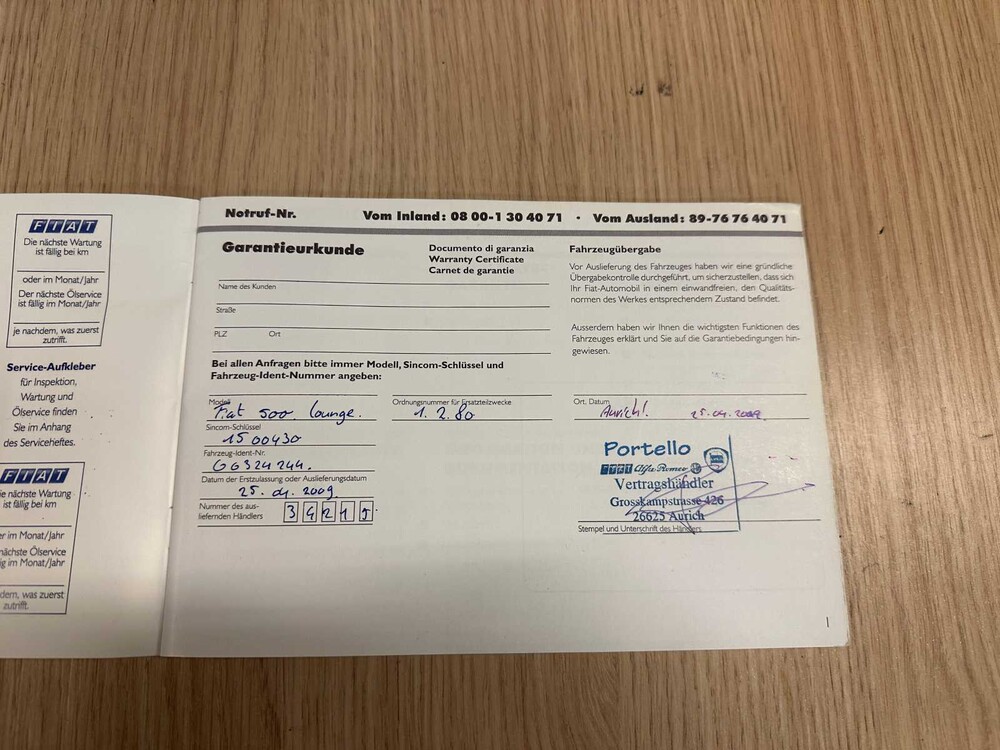 FIAT
Die nächste Wartung
ist fällig bei km
oder im Monat/Jahr
Der nächste Ölservice
ist fällig im Monat/Jahr
je nachdem, was zuerst
zutrifft.
Service-Aufkleber
für Inspektion,
Wartung und
Ölservice finden
Sie im Anhang
des Serviceheftes.
FIAT
ie nächste Wartung
ist fällig bei km
er im Monat/Jahr
nächste Ölservice
ig im Monat/Jahr
dem, was zuerst
zutrifft.
Notruf-Nr. Vom Inland: 08 00-1 30 40 71 · Vom Ausland: 89-76 76 40 71
Garantieurkunde
Documento di garanzia
Warranty Certificate
Carnet de garantie
Name des Kunden
Straße
PLZ Ort
Bei allen Anfragen bitte immer Modell, Sincom-Schlüssel und
Fahrzeug-Ident-Nummer angeben:
Modell Ordnungsnummer für Ersatzteilzwecke
Fiat 500 lounge. 1. 2. 80
Sincom-Schlüssel
1500430
Fahrzeug-Ident-Nr.
GG324244.
Datum der Erstzulassung oder Auslieferungsdatum
25. 04. 2009
Nummer des aus-
liefernden Händlers 34215
Fahrzeugübergabe
Vor Auslieferung des Fahrzeuges haben wir eine gründliche
Übergabekontrolle durchgeführt, um sicherzustellen, dass sich
Ihr Fiat-Automobil in einem einwandfreien, den Qualitäts-
normen des Werkes entsprechendem Zustand befindet.
Ausserdem haben wir Ihnen die wichtigsten Funktionen des
Fahrzeuges erklärt und Sie auf die Garantiebedingungen hin-
gewiesen.
Ort, Datum
Aurich! 25.04.2009
Portello
FIAT Alfa Romeo
Vertragshändler
Grosskampstrasse 426
26625 Aurich
Stempel und Unterschrift des Händlers
1